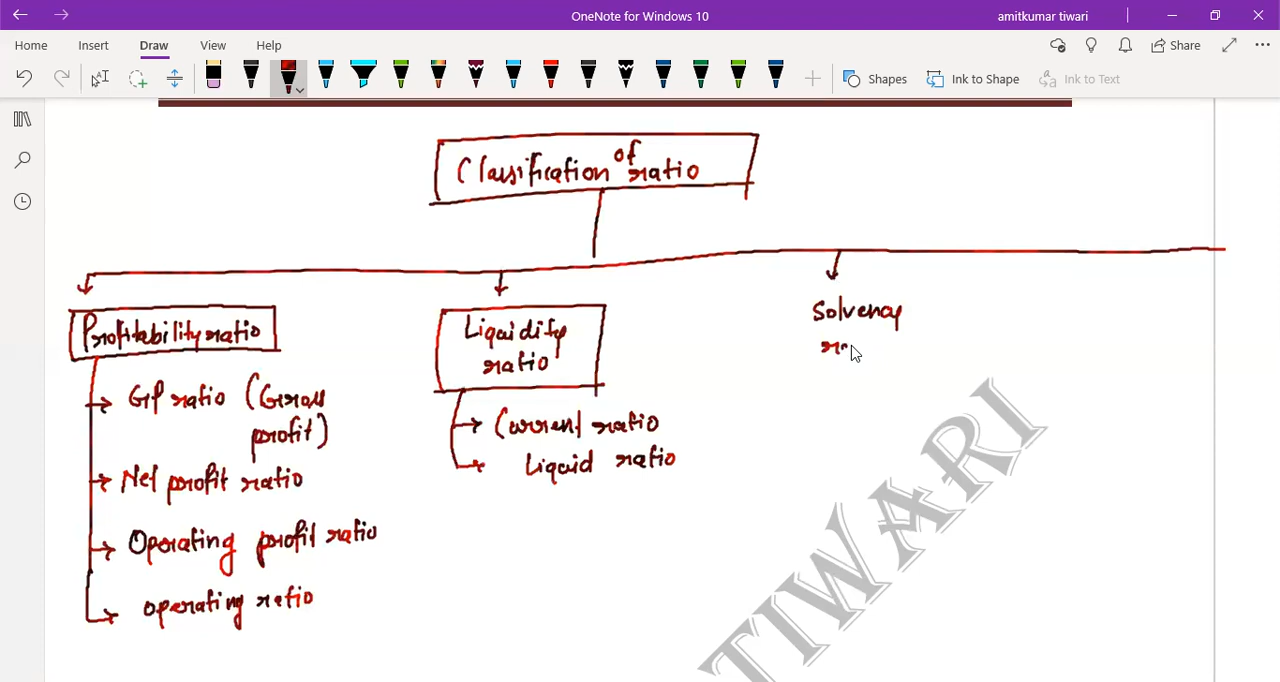 OneNote for Windows 10
amitkumar tiwari
Home Insert Draw View Help
Share
Shapes
Ink to Shape
Ink to Text
Classification of ratio
Profitability ratio
GP ratio (Gross
profit)
Net profit ratio
Operating profit ratio
Operating ratio
Liquidity
ratio
Current ratio
Liquid ratio
Solvency
TIWARI